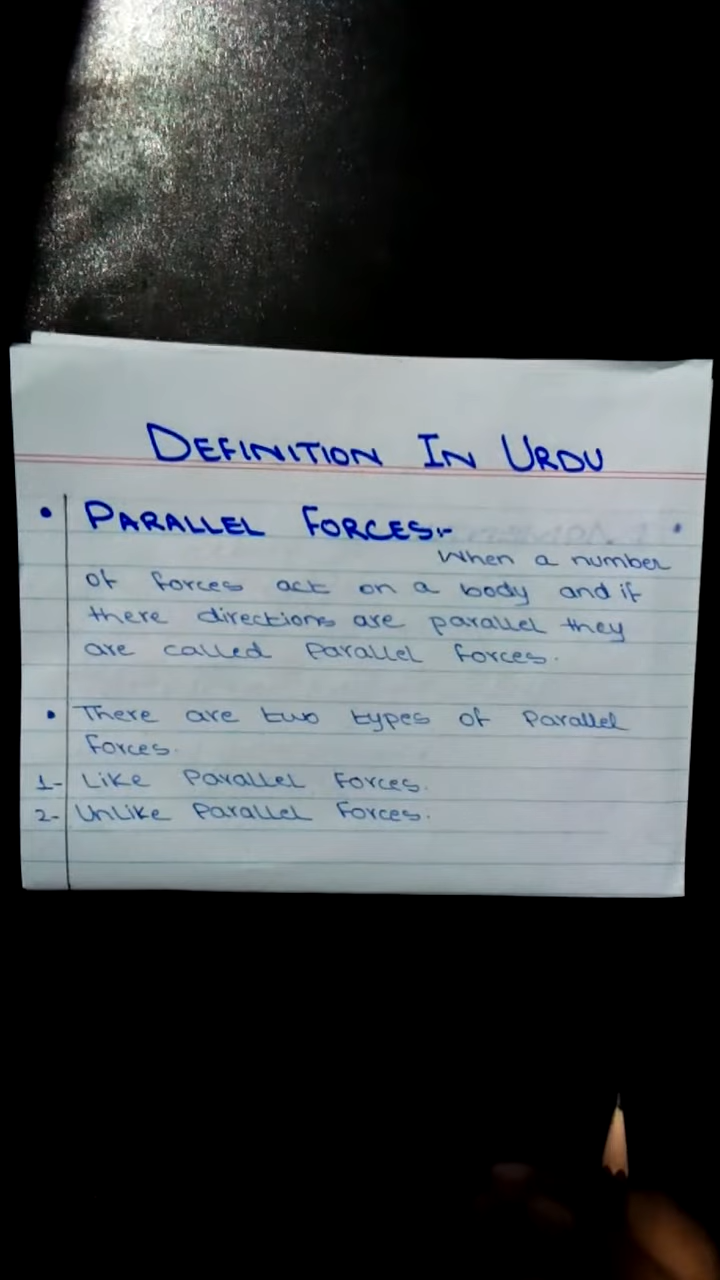 DEFINITION IN URDU
• PARALLEL FORCES:-
When a number
of forces act on a body and if
there directions are parallel they
are called Parallel forces.
• There are two types of Parallel
Forces.
1- Like Parallel Forces.
2- Unlike Parallel Forces.